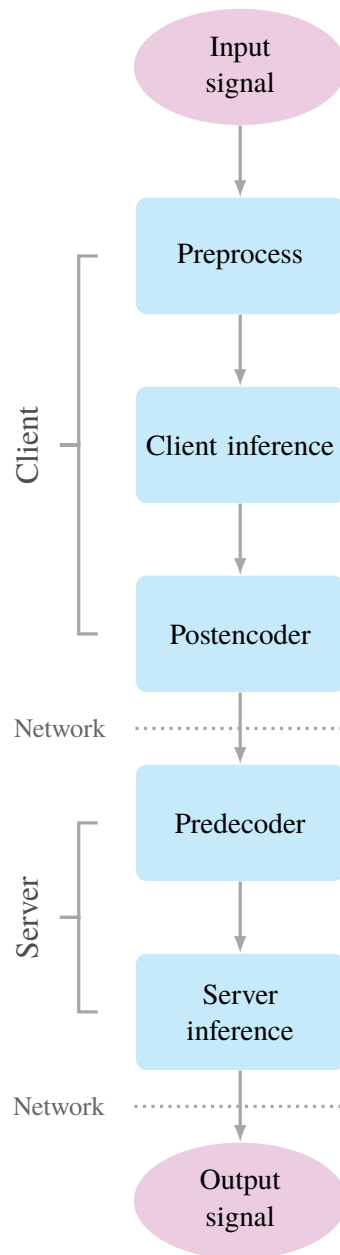 Input
signal
Preprocess
Client
Client inference
Postencoder
Network
Predecoder
Server
Server
inference
Network
Output
signal